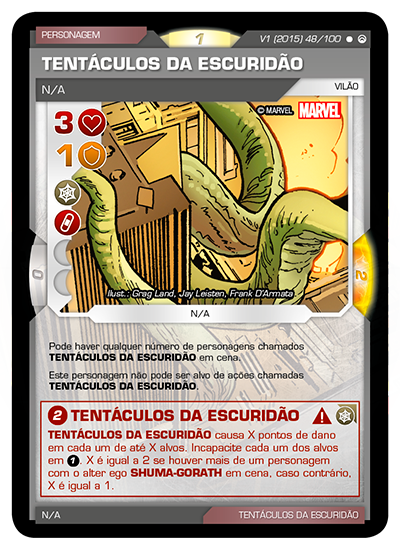 PERSONAGEM
1
V1 (2015) 48/100
TENTÁCULOS DA ESCURIDÃO
N/A
VILÃO
3
© MARVEL MARVEL
1
0
2
Ilust.: Grag Land, Jay Leisten, Frank D'Armata
N/A
Pode haver qualquer número de personagens chamados
TENTÁCULOS DA ESCURIDÃO em cena.
Este personagem não pode ser alvo de ações chamadas
TENTÁCULOS DA ESCURIDÃO.
2 TENTÁCULOS DA ESCURIDÃO
TENTÁCULOS DA ESCURIDÃO causa X pontos de dano
em cada um de até X alvos. Incapacite cada um dos alvos
em 1. X é igual a 2 se houver mais de um personagem
com o alter ego SHUMA-GORATH em cena, caso contrário,
X é igual a 1.
N/A
TENTÁCULOS DA ESCURIDÃO